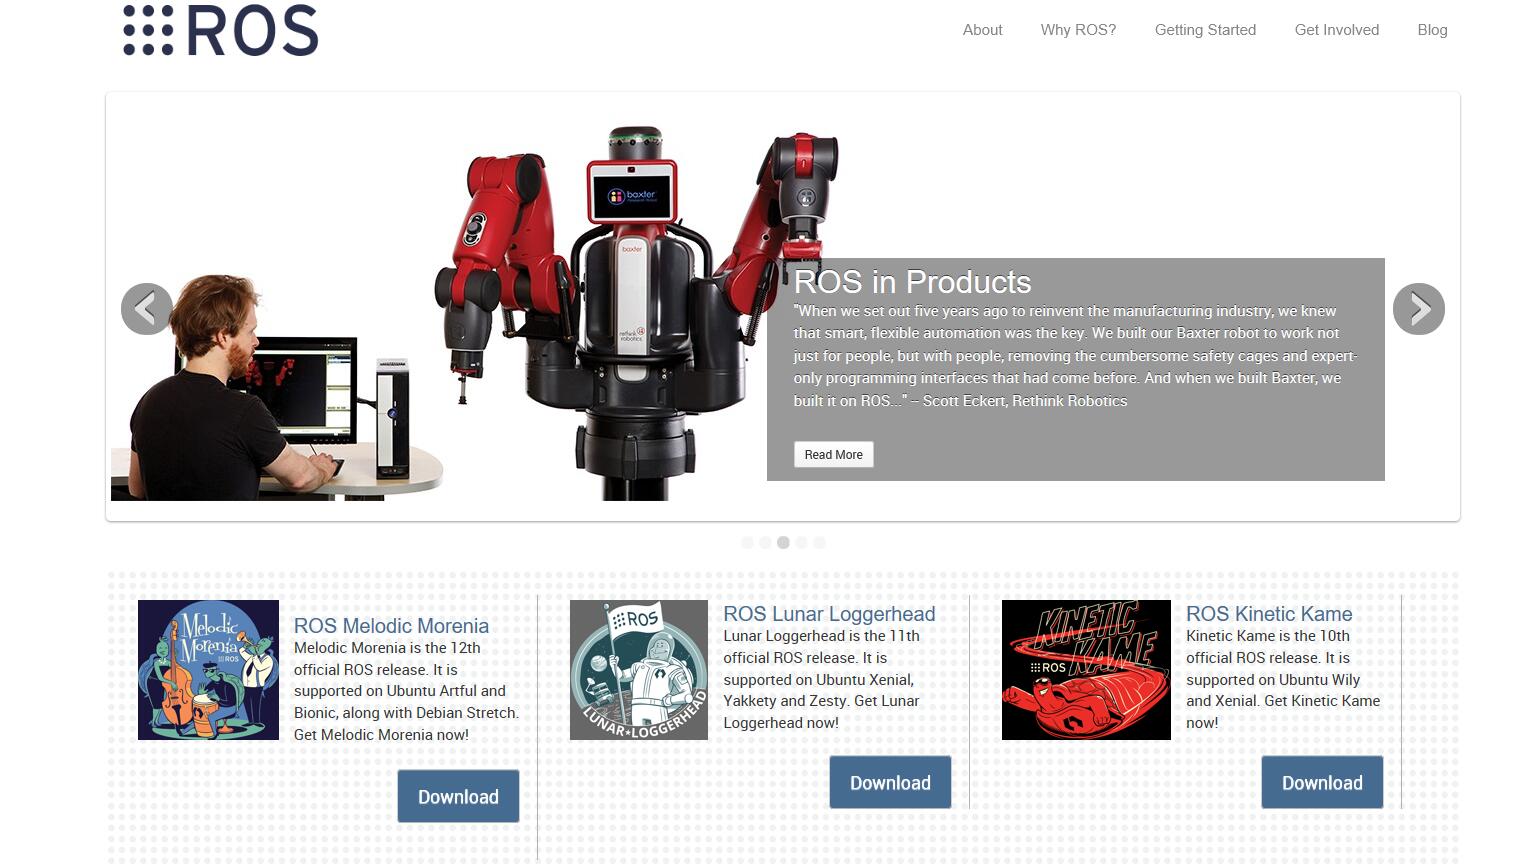 ROS
About Why ROS? Getting Started Get Involved Blog
baxter
baxter
rethink
robotics
ROS in Products
"When we set out five years ago to reinvent the manufacturing industry, we knew
that smart, flexible automation was the key. We built our Baxter robot to work not
just for people, but with people, removing the cumbersome safety cages and expert-
only programming interfaces that had come before. And when we built Baxter, we
built it on ROS..." – Scott Eckert, Rethink Robotics
Read More
Melodic
Morenia
ROS
ROS Melodic Morenia
Melodic Morenia is the 12th
official ROS release. It is
supported on Ubuntu Artful and
Bionic, along with Debian Stretch.
Get Melodic Morenia now!
Download
ROS
LUNAR★LOGGERHEAD
ROS Lunar Loggerhead
Lunar Loggerhead is the 11th
official ROS release. It is
supported on Ubuntu Xenial,
Yakkety and Zesty. Get Lunar
Loggerhead now!
Download
KINETIC
KAME
ROS
ROS Kinetic Kame
Kinetic Kame is the 10th
official ROS release. It is
supported on Ubuntu Wily
and Xenial. Get Kinetic Kame
now!
Download